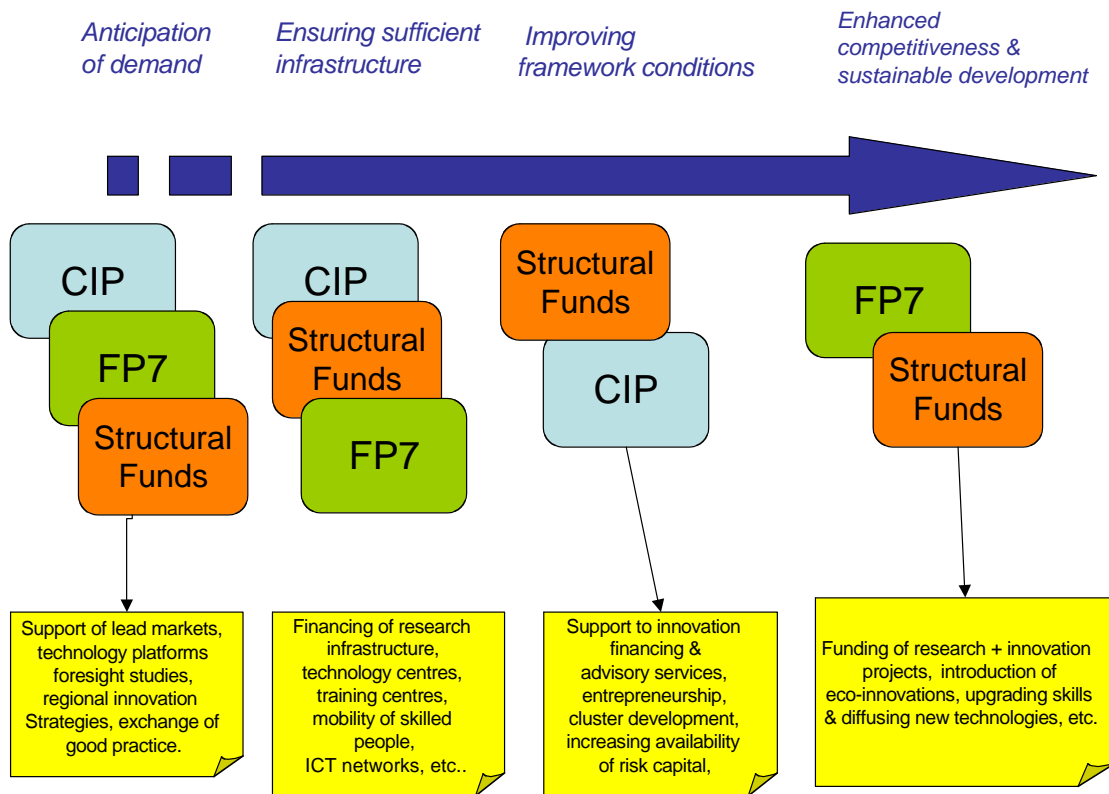 Anticipation
of demand
Ensuring sufficient
infrastructure
Improving
framework conditions
Enhanced
competitiveness &
sustainable development
CIP
FP7
Structural
Funds
CIP
Structural
Funds
FP7
Structural
Funds
CIP
FP7
Structural
Funds
Support of lead markets,
technology platforms
foresight studies,
regional innovation
Strategies, exchange of
good practice.
Financing of research
infrastructure,
technology centres,
training centres,
mobility of skilled
people,
ICT networks, etc..
Support to innovation
financing &
advisory services,
entrepreneurship,
cluster development,
increasing availability
of risk capital,
Funding of research + innovation
projects, introduction of
eco-innovations, upgrading skills
& diffusing new technologies, etc.